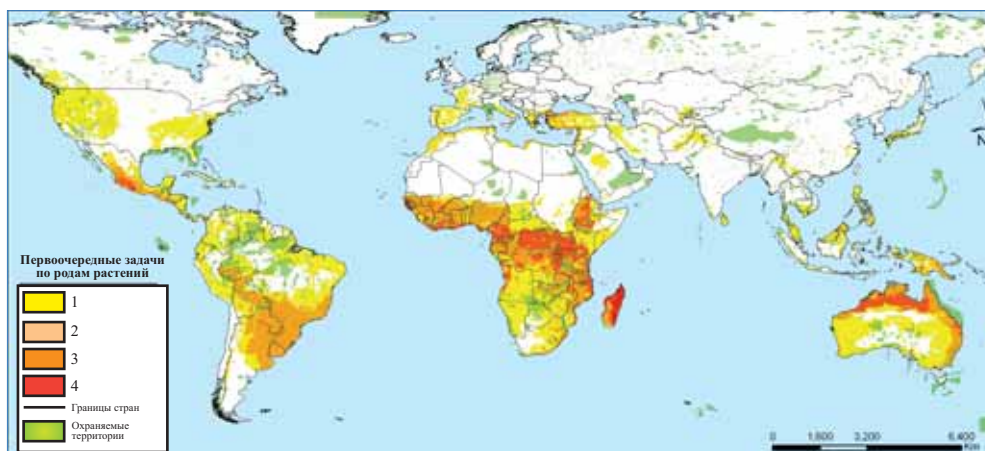 N
Первоочередные задачи
по родам растений
1
2
3
4
Границы стран
Охраняемые
территории
0 1,600 3,200 6,400
Km